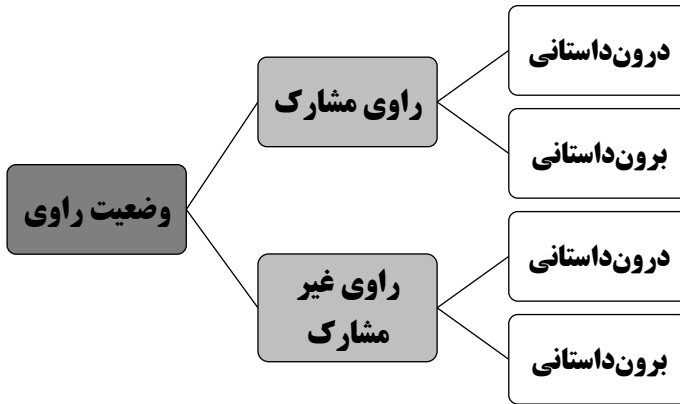 وضعیت راوی
راوی مشارک
درون‌داستانی
برون‌داستانی
راوی غیر
مشارک
درون‌داستانی
برون‌داستانی